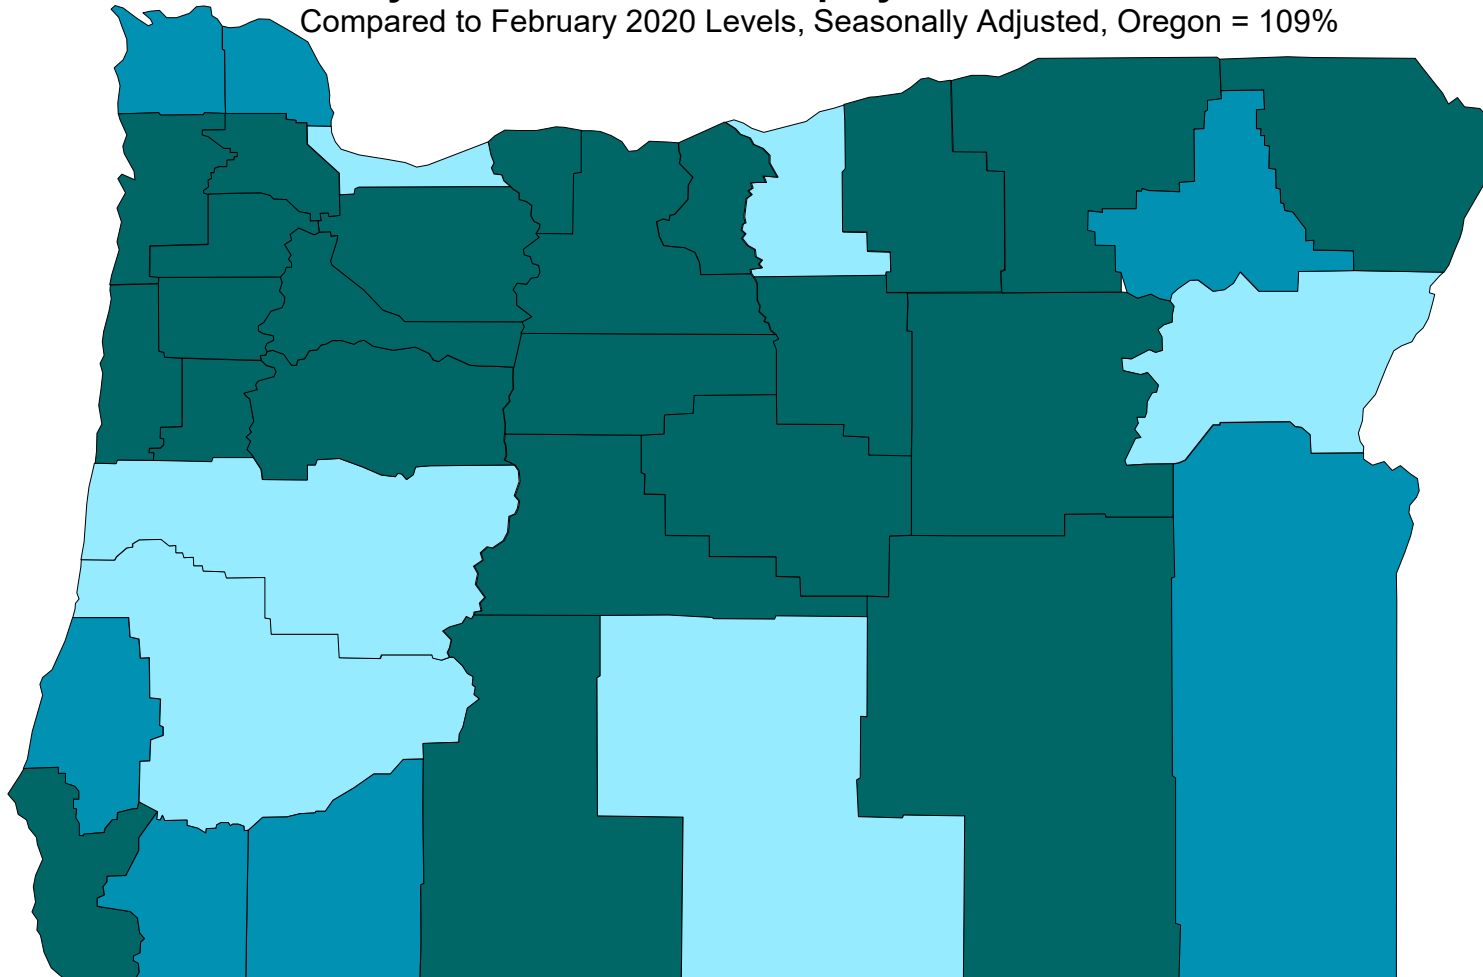 Compared to February 2020 Levels, Seasonally Adjusted, Oregon = 109%